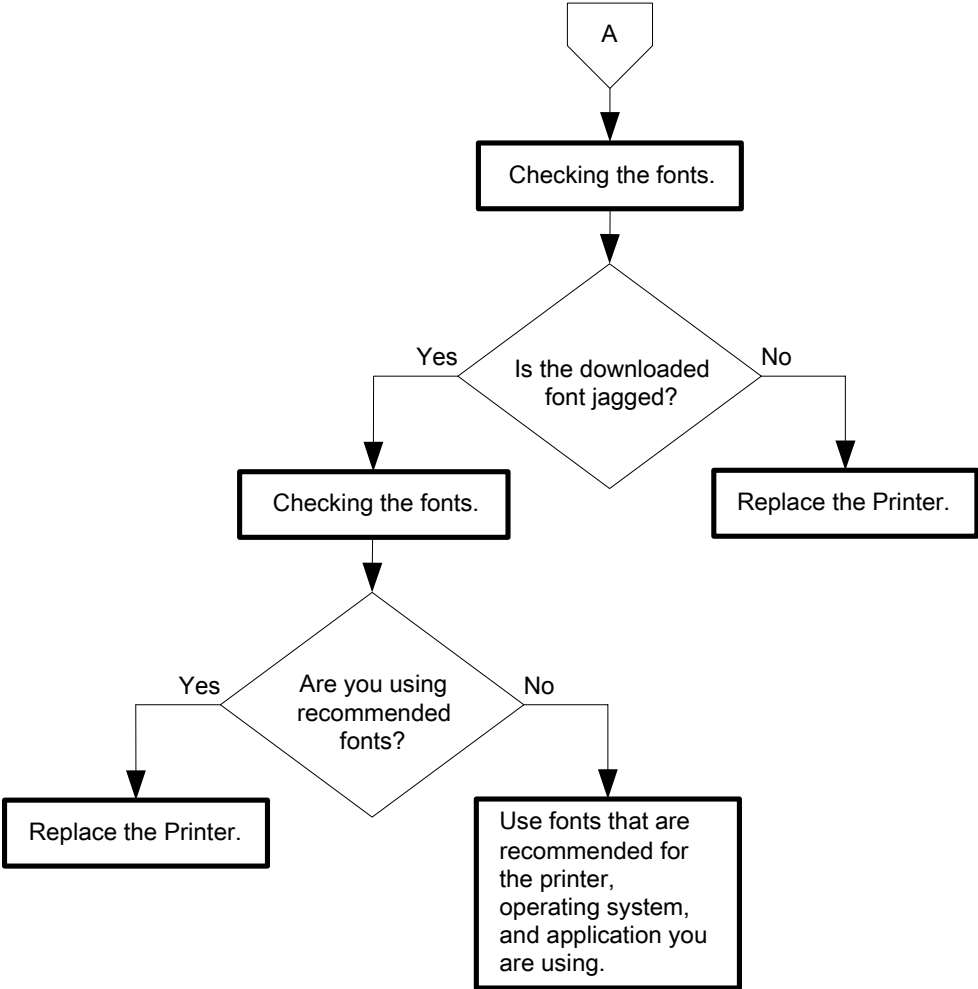 A
Checking the fonts.
Yes
No
Is the downloaded
font jagged?
Checking the fonts.
Replace the Printer.
Yes
No
Are you using
recommended
fonts?
Replace the Printer.
Use fonts that are
recommended for
the printer,
operating system,
and application you
are using.